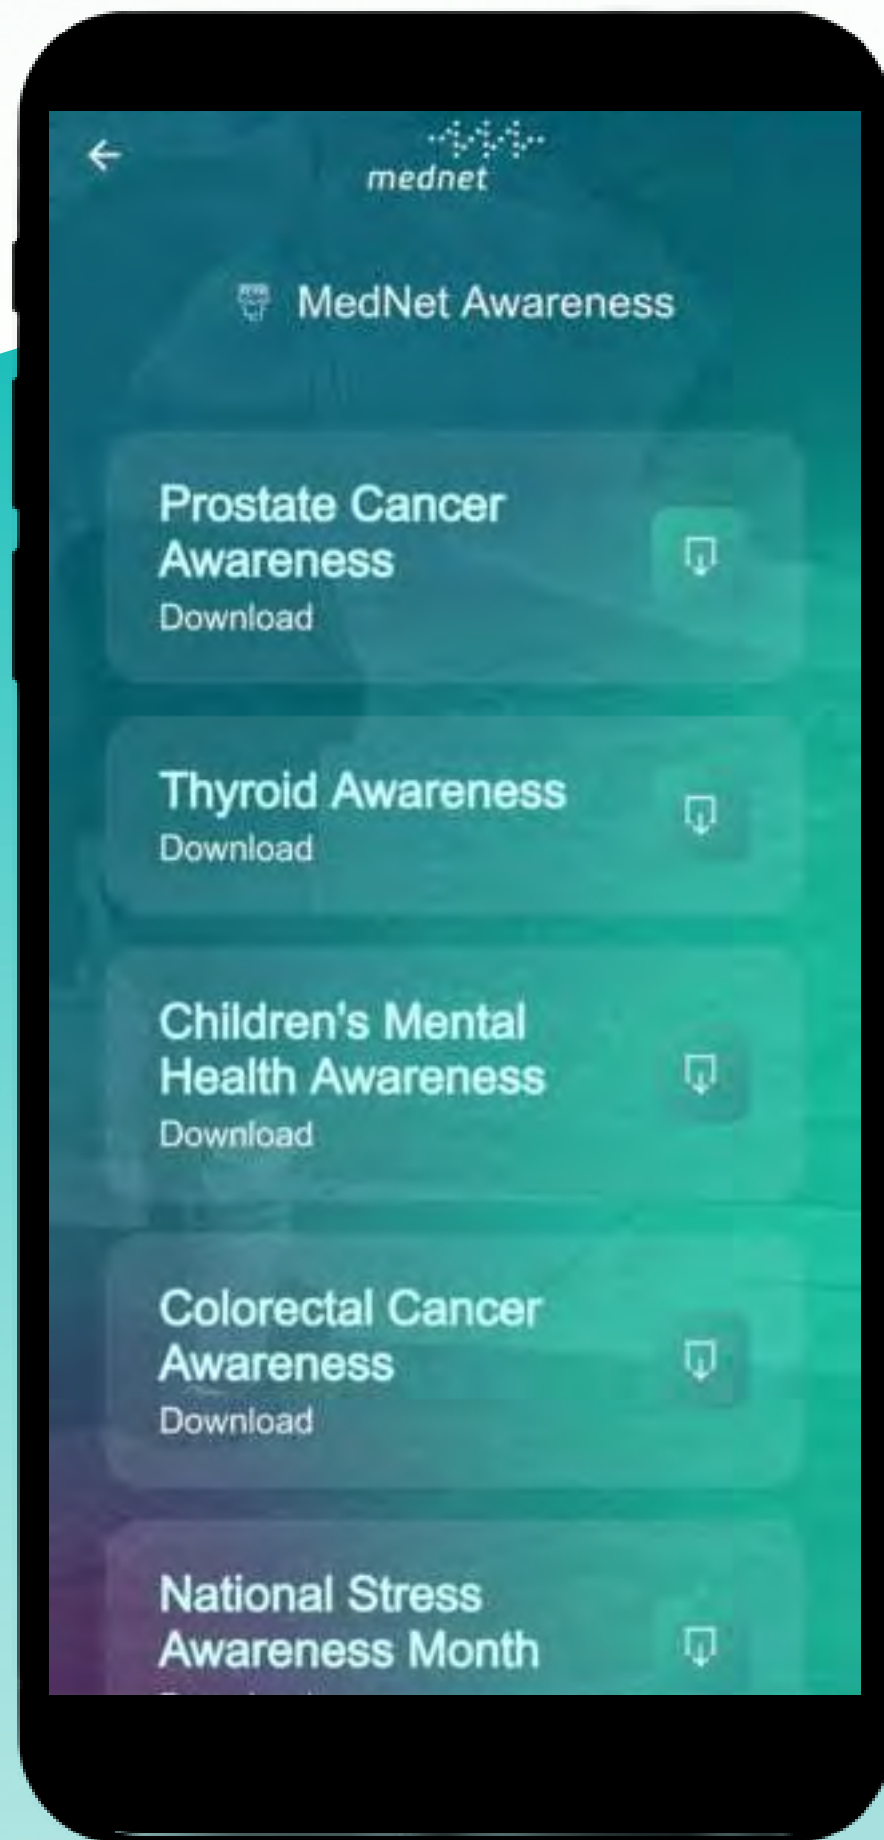 mednet
MedNet Awareness
Prostate Cancer
Awareness
Download
Thyroid Awareness
Download
Children's Mental
Health Awareness
Download
Colorectal Cancer
Awareness
Download
National Stress
Awareness Month